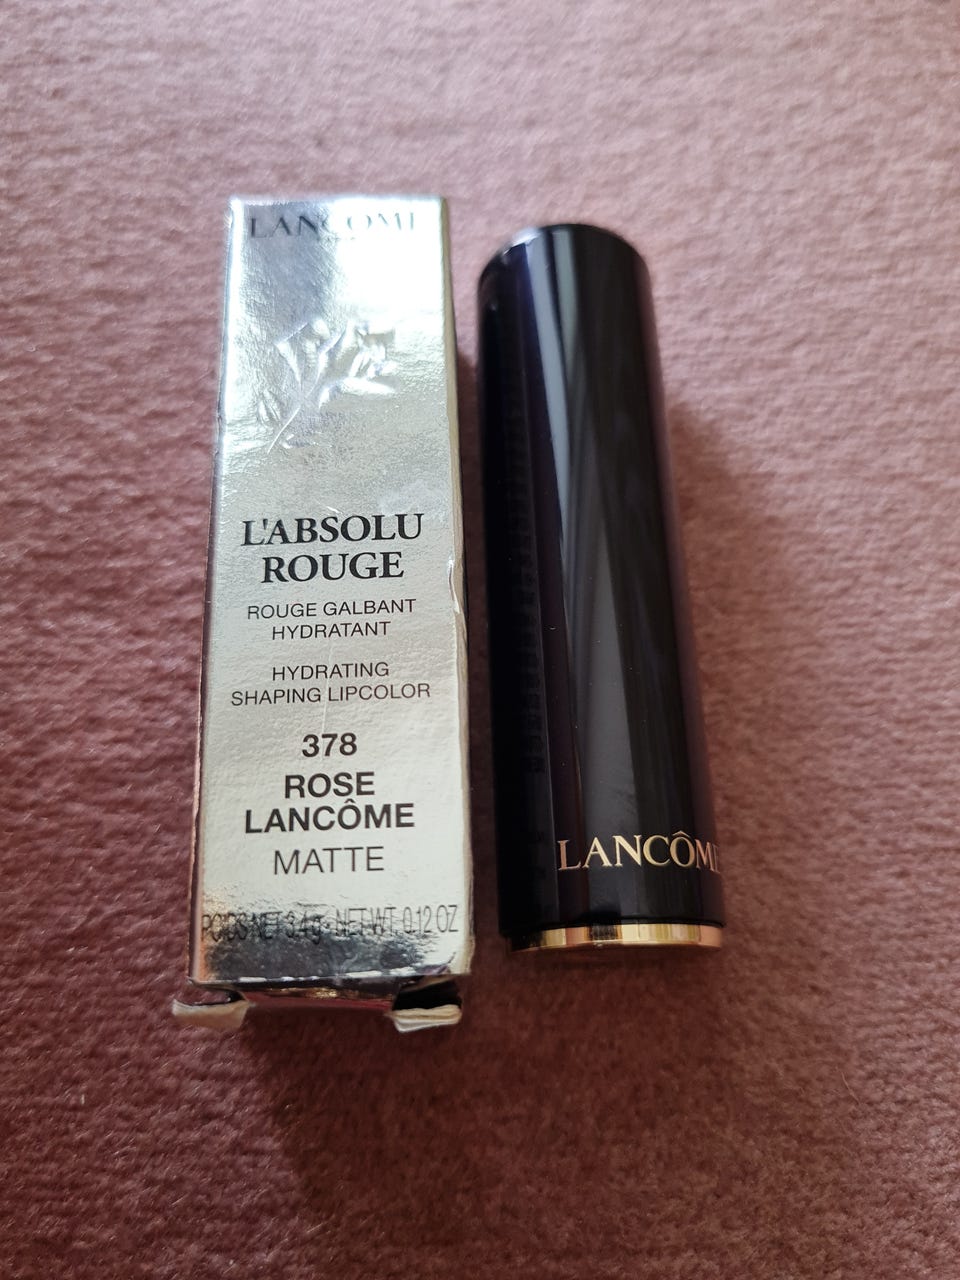 LANCÔME
L'ABSOLU
ROUGE
ROUGE GALBANT
HYDRATANT
HYDRATING
SHAPING LIPCOLOR
378
ROSE
LANCÔME
MATTE
POIDS NET 3.4 g - NET WT. 0.12 OZ
LANCÔME